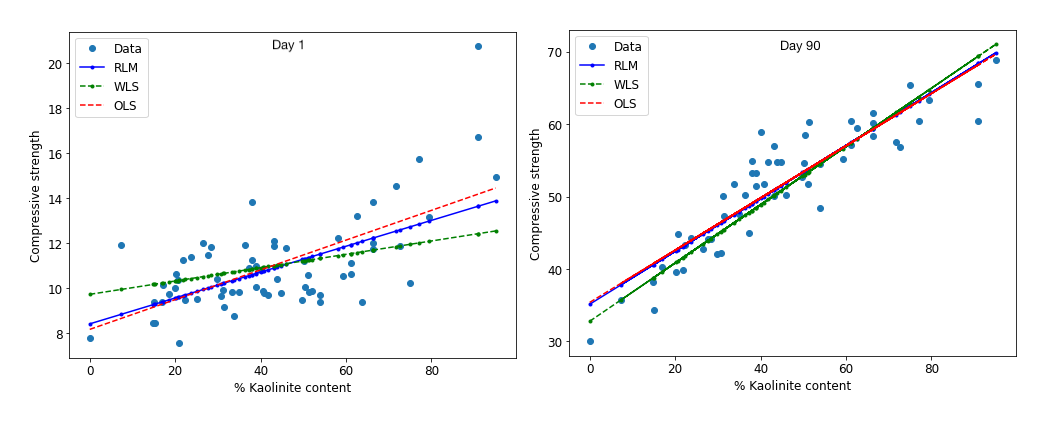 Day 1
Data
RLM
WLS
OLS
Compressive strength
20
18
16
14
12
10
8
0
20
40
60
80
% Kaolinite content
Day 90
Data
RLM
WLS
OLS
Compressive strength
70
60
50
40
30
0
20
40
60
80
% Kaolinite content